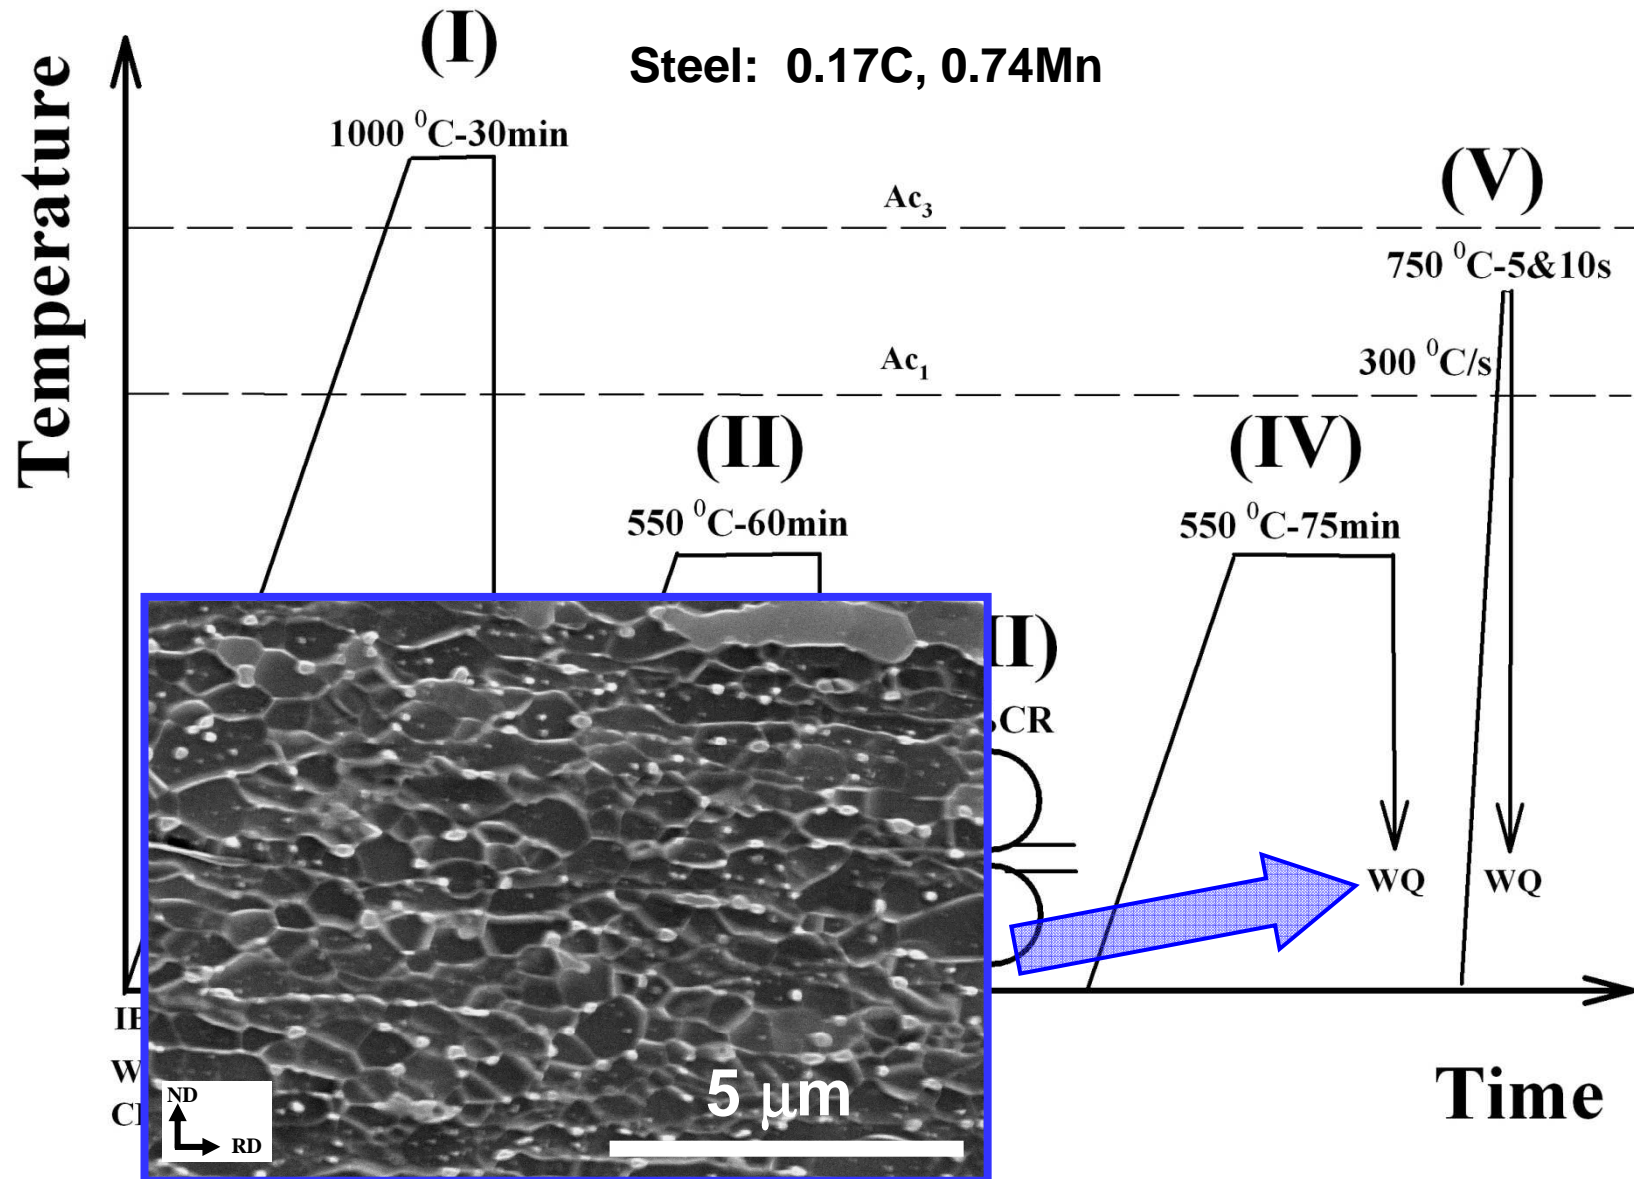 (I)
Steel: 0.17C, 0.74Mn
Temperature
1000 ⁰C-30min
(V)
Ac₃
750 ⁰C-5&10s
300 ⁰C/s
Ac₁
(II)
(IV)
550 ⁰C-60min
550 ⁰C-75min
II)
CR
WQ
WQ
ND
RD
5 μm
Time